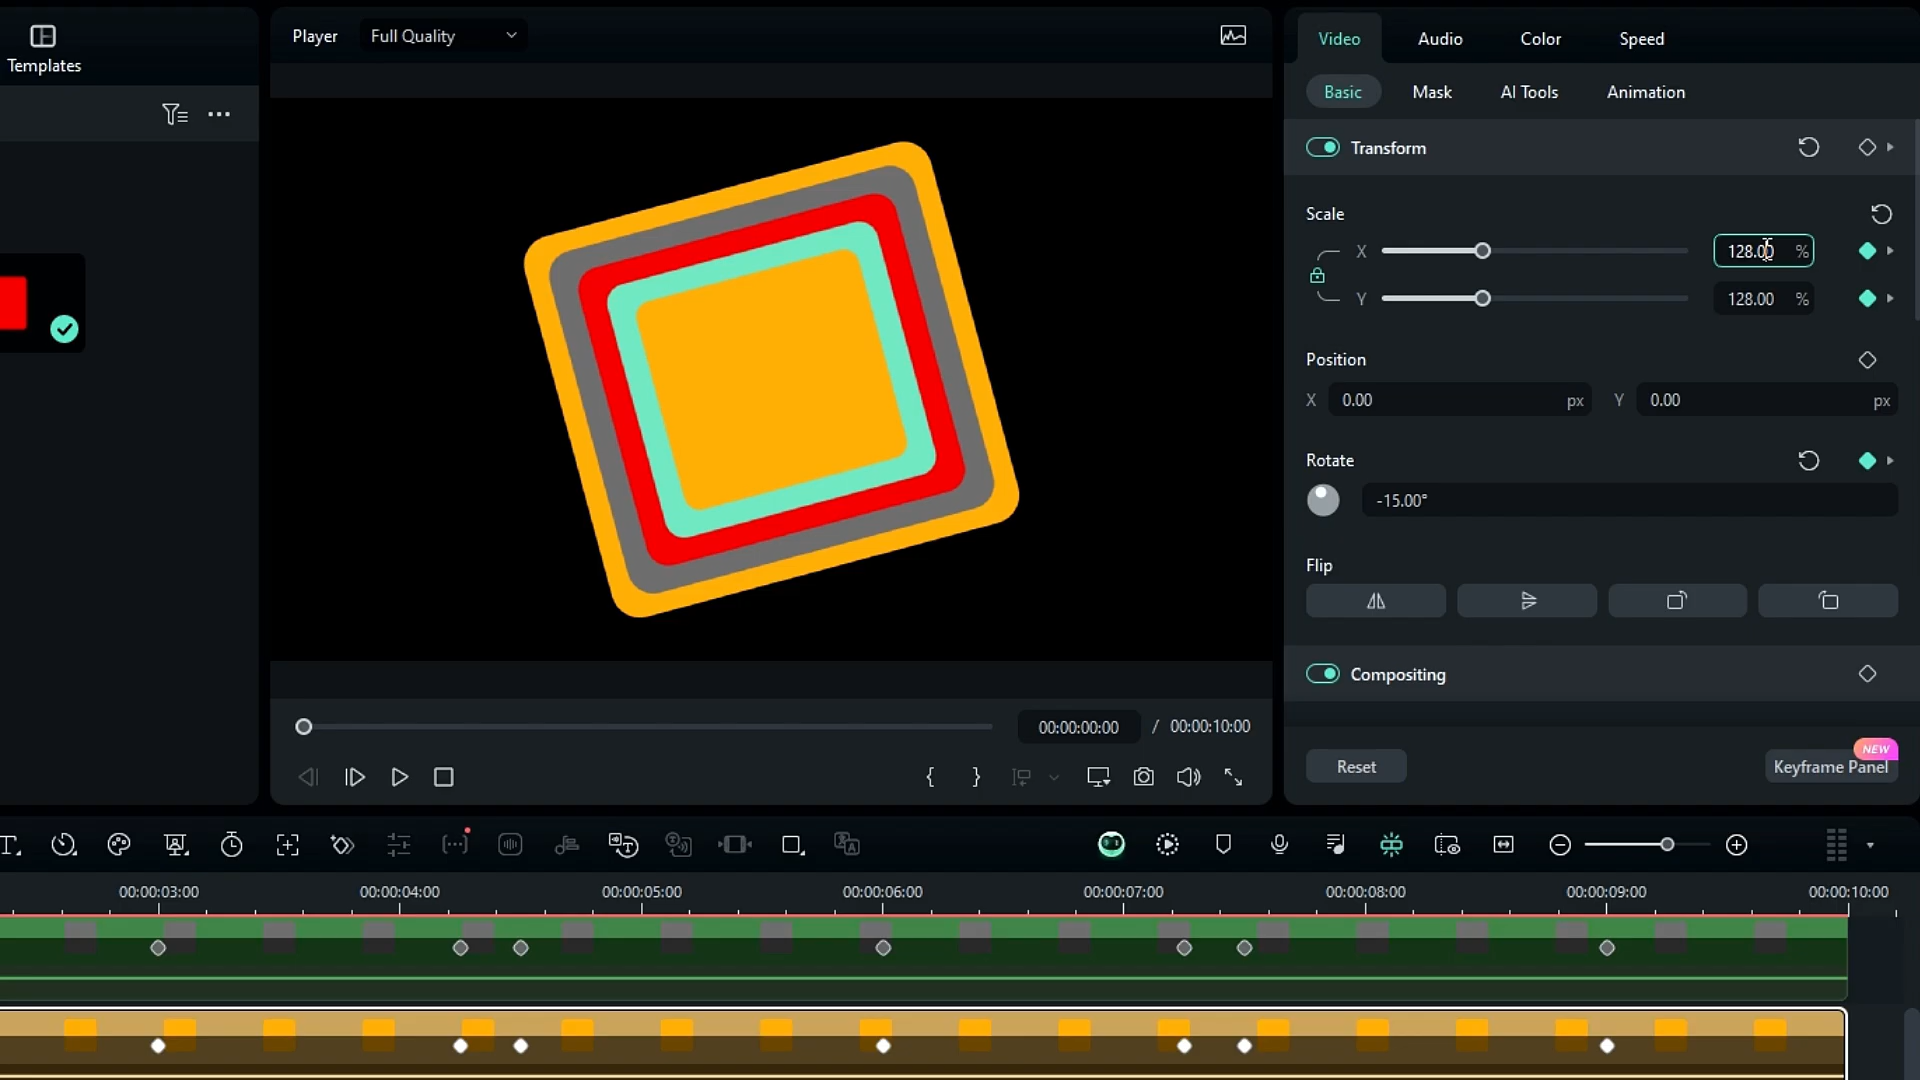 Templates
Player
Full Quality
Video
Audio
Color
Speed
Basic
Mask
AI Tools
Animation
Transform
Scale
X
128.00 %
Y
128.00 %
Position
X 0.00 px Y 0.00 px
Rotate
-15.00°
Flip
Compositing
00:00:00:00 / 00:00:10:00
NEW
Reset
Keyframe Panel
00:00:03:00 00:00:04:00 00:00:05:00 00:00:06:00 00:00:07:00 00:00:08:00 00:00:09:00 00:00:10:00